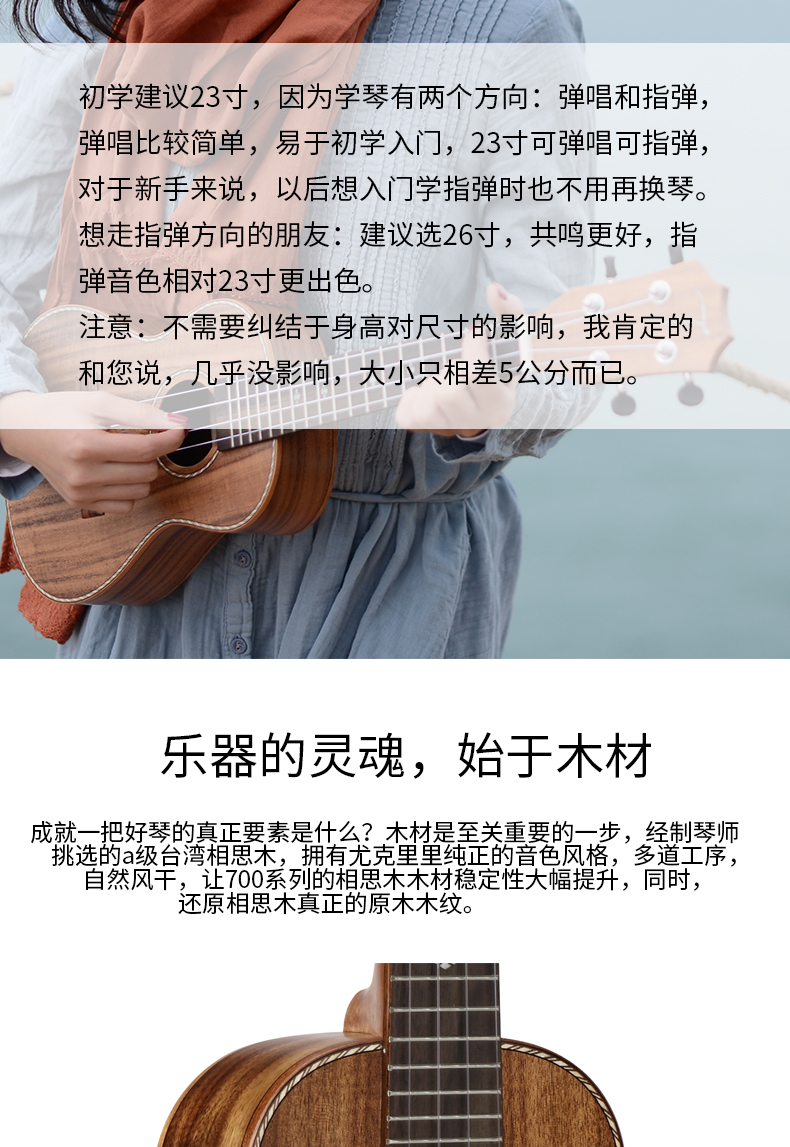 初学建议23寸，因为学琴有两个方向：弹唱和指弹，
弹唱比较简单，易于初学入门，23寸可弹唱可指弹，
对于新手来说，以后想入门学指弹时也不用再换琴。
想走指弹方向的朋友：建议选26寸，共鸣更好，指
弹音色相对23寸更出色。
注意：不需要纠结于身高对尺寸的影响，我肯定的
和您说，几乎没影响，大小只相差5公分而已。
乐器的灵魂，始于木材
成就一把好琴的真正要素是什么？木材是至关重要的一步，经制琴师
挑选的a级台湾相思木，拥有尤克里里纯正的音色风格，多道工序，
自然风干，让700系列的相思木木材稳定性大幅提升，同时，
还原相思木真正的原木木纹。